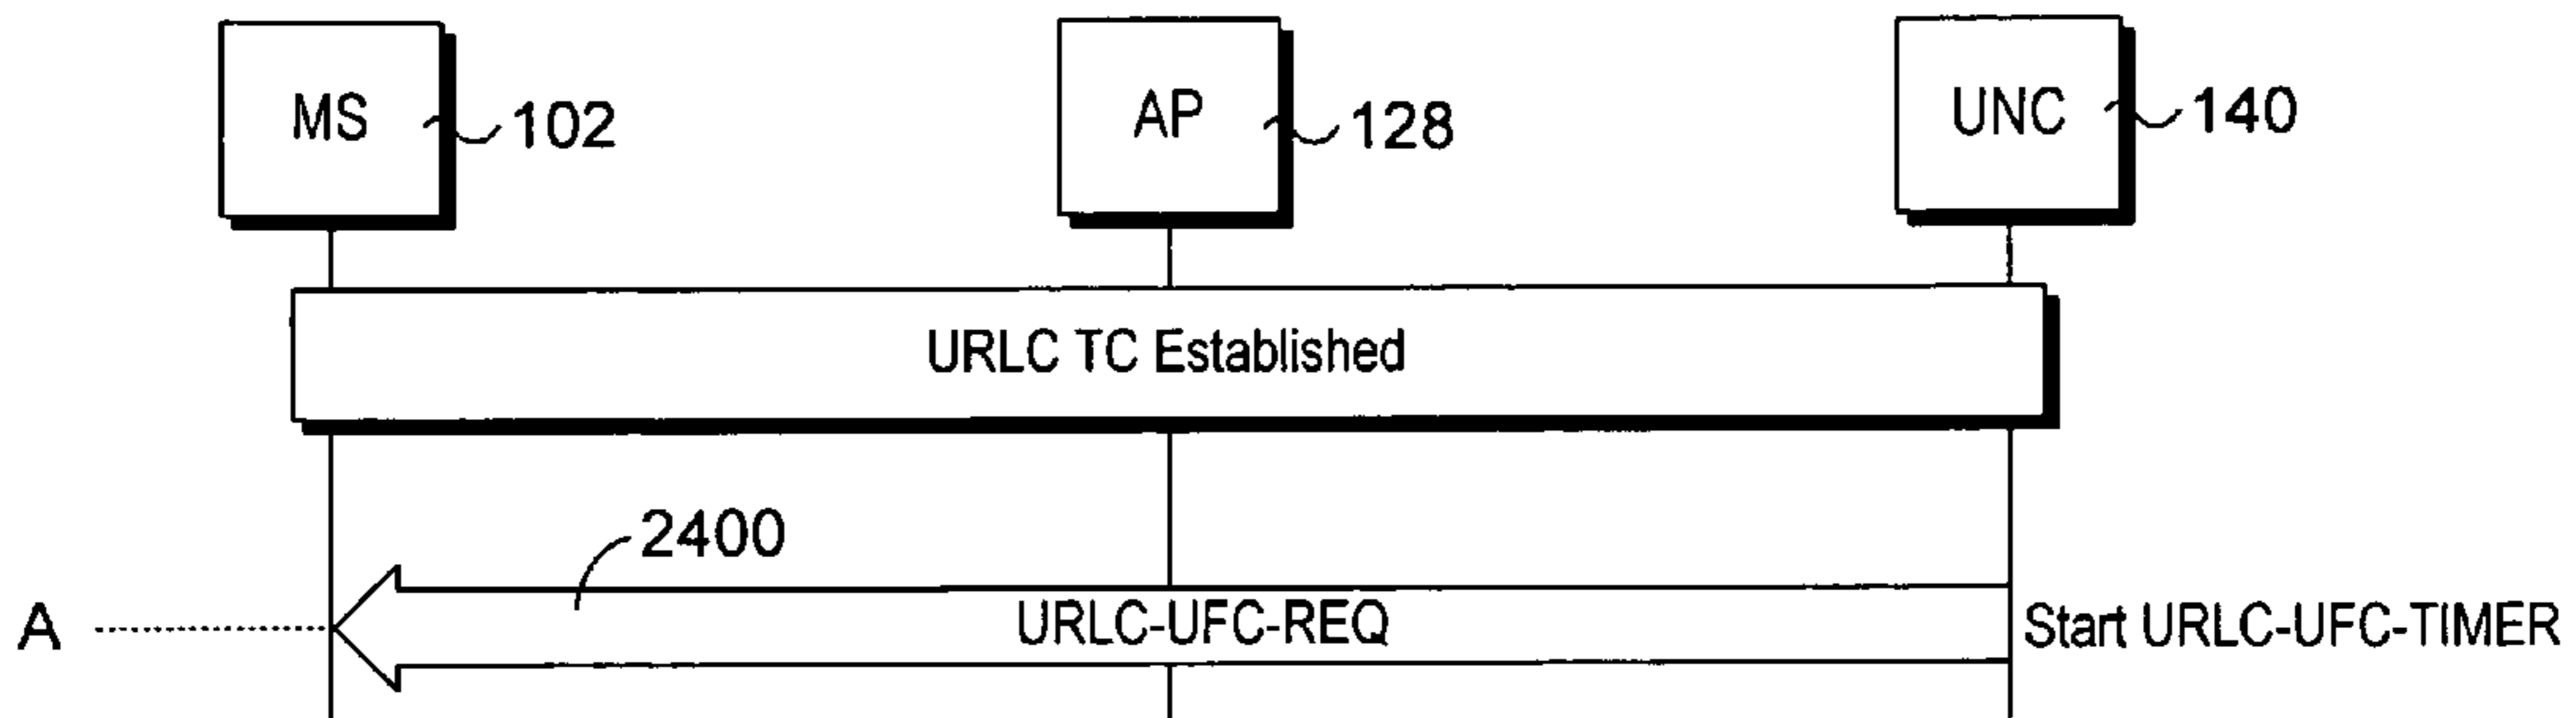 MS 102 AP 128 UNC 140
URLC TC Established
2400
A URLC-UFC-REQ Start URLC-UFC-TIMER